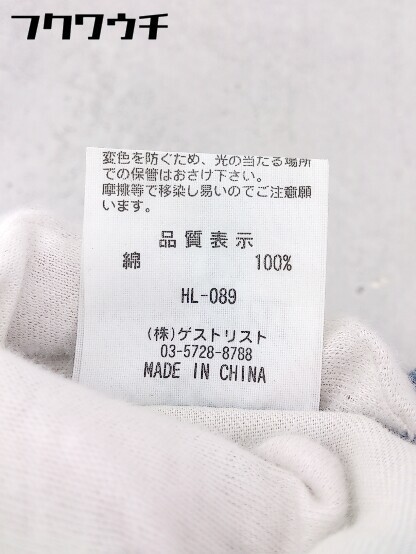 フクワウチ
変色を防ぐため、光の当たる場所
での保管はおさけ下さい。
摩擦等で移染し易いのでご注意願
います。
品質表示
綿 100%
HL-089
(株)ゲストリスト
03-5728-8788
MADE IN CHINA